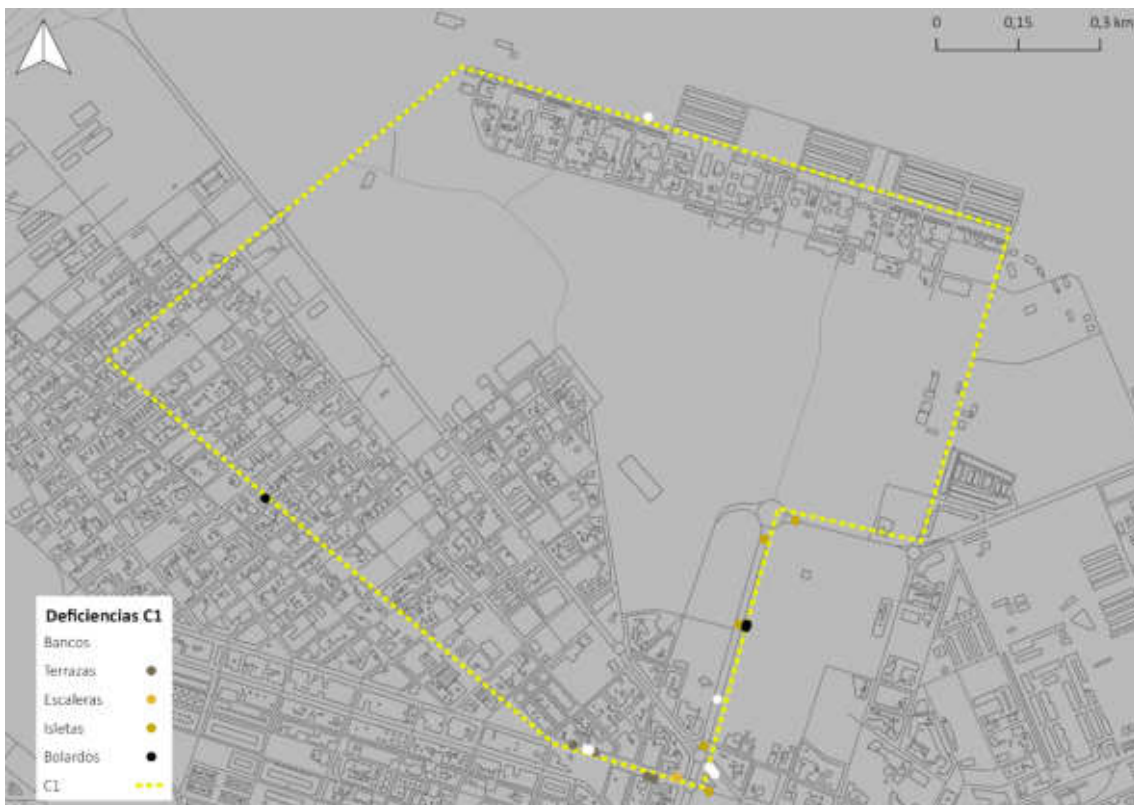 0 0,15 0,3 km
Deficiencias C1
Bancos
Terrazas
Escaleras
Isletas
Bolardos
C1